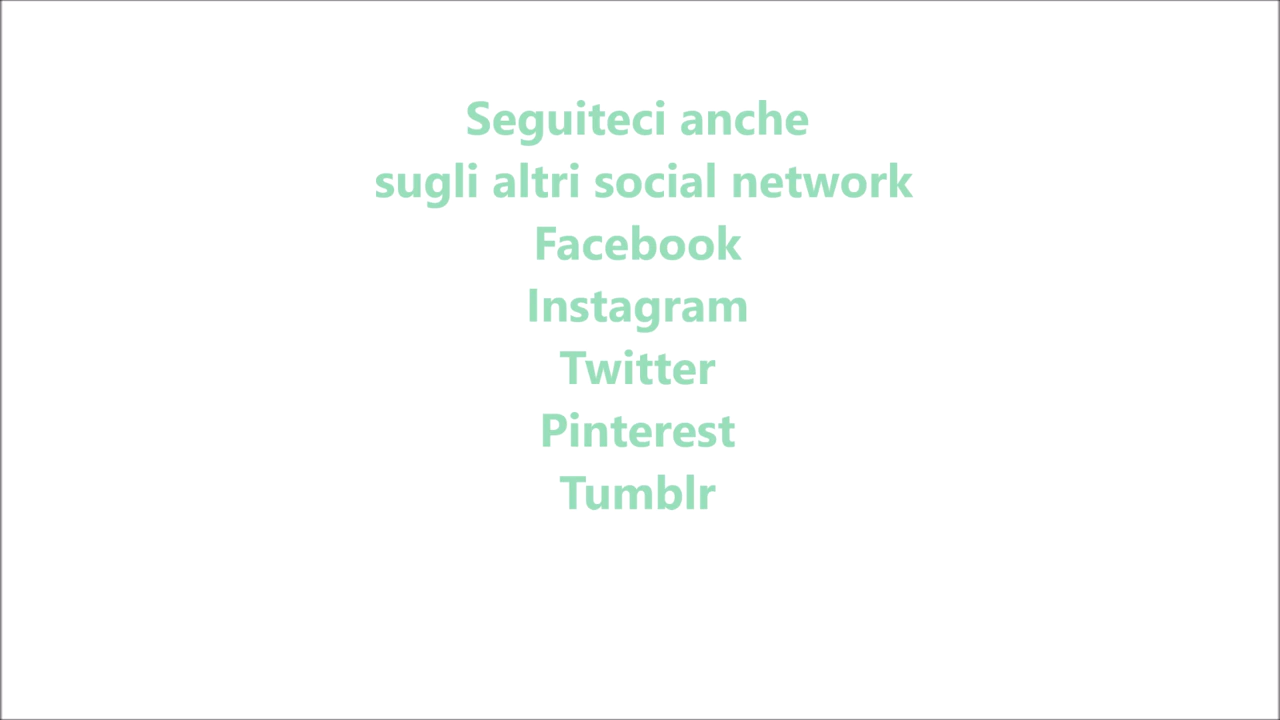 Seguiteci anche
sugli altri social network
Facebook
Instagram
Twitter
Pinterest
Tumblr